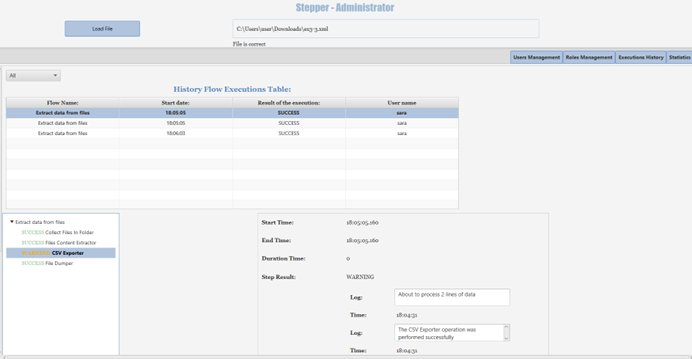 Stepper - Administrator
Load File
C:\Users\user\Downloads\ex3-3.xml
File is correct
Users Management
Roles Management
Executions History
Statistics
All
History Flow Executions Table:
Flow Name: Start date: Result of the execution: User name
Extract data from files 18:05:05 SUCCESS sara
Extract data from files 18:05:05 SUCCESS sara
Extract data from files 18:06:03 SUCCESS sara
Extract data from files
SUCCESS Collect Files In Folder
SUCCESS Files Content Extractor
WARNING CSV Exporter
SUCCESS File Dumper
Start Time: 18:05:05.160
End Time: 18:05:05.160
Duration Time: 0
Step Result: WARNING
Log: About to process 2 lines of data
Time: 18:04:31
Log: The CSV Exporter operation was
performed successfully
Time: 18:04:31